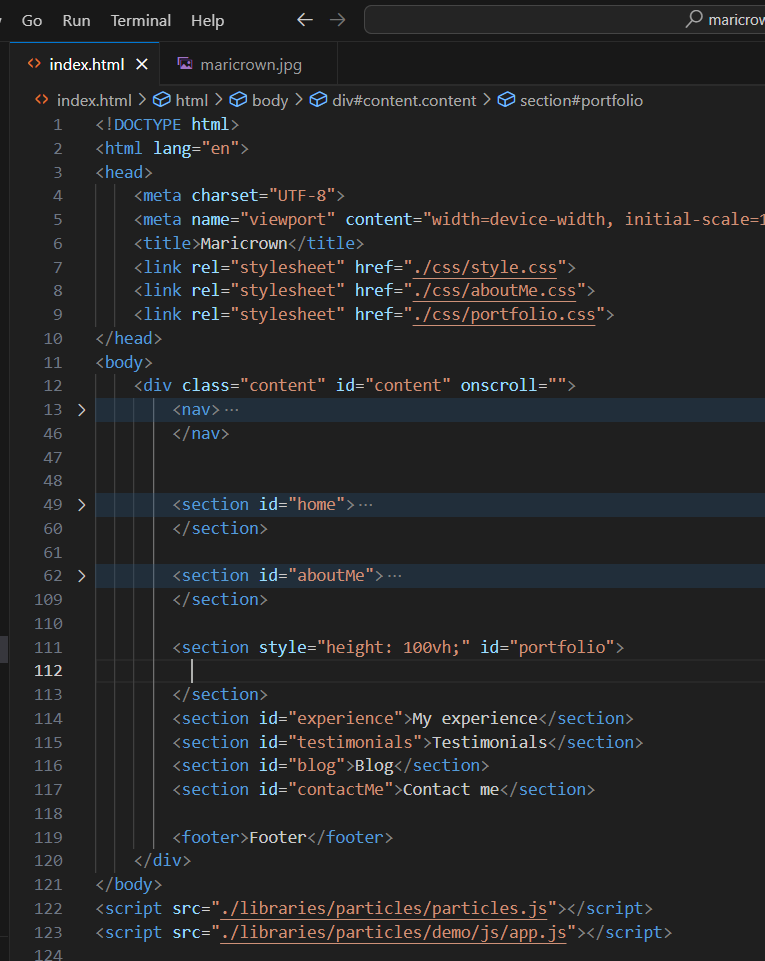 Go Run Terminal Help maricrow
index.html maricrown.jpg
index.html > html > body > div#content.content > section#portfolio
1 <!DOCTYPE html>
2 <html lang="en">
3 <head>
4 <meta charset="UTF-8">
5 <meta name="viewport" content="width=device-width, initial-scale=1
6 <title>Maricrown</title>
7 <link rel="stylesheet" href="./css/style.css">
8 <link rel="stylesheet" href="./css/aboutMe.css">
9 <link rel="stylesheet" href="./css/portfolio.css">
10 </head>
11 <body>
12 <div class="content" id="content" onscroll="">
13 <nav>…
46 </nav>
47
48
49 <section id="home">…
60 </section>
61
62 <section id="aboutMe">…
109 </section>
110
111 <section style="height: 100vh;" id="portfolio">
112
113 </section>
114 <section id="experience">My experience</section>
115 <section id="testimonials">Testimonials</section>
116 <section id="blog">Blog</section>
117 <section id="contactMe">Contact me</section>
118
119 <footer>Footer</footer>
120 </div>
121 </body>
122 <script src="./libraries/particles/particles.js"></script>
123 <script src="./libraries/particles/demo/js/app.js"></script>
124